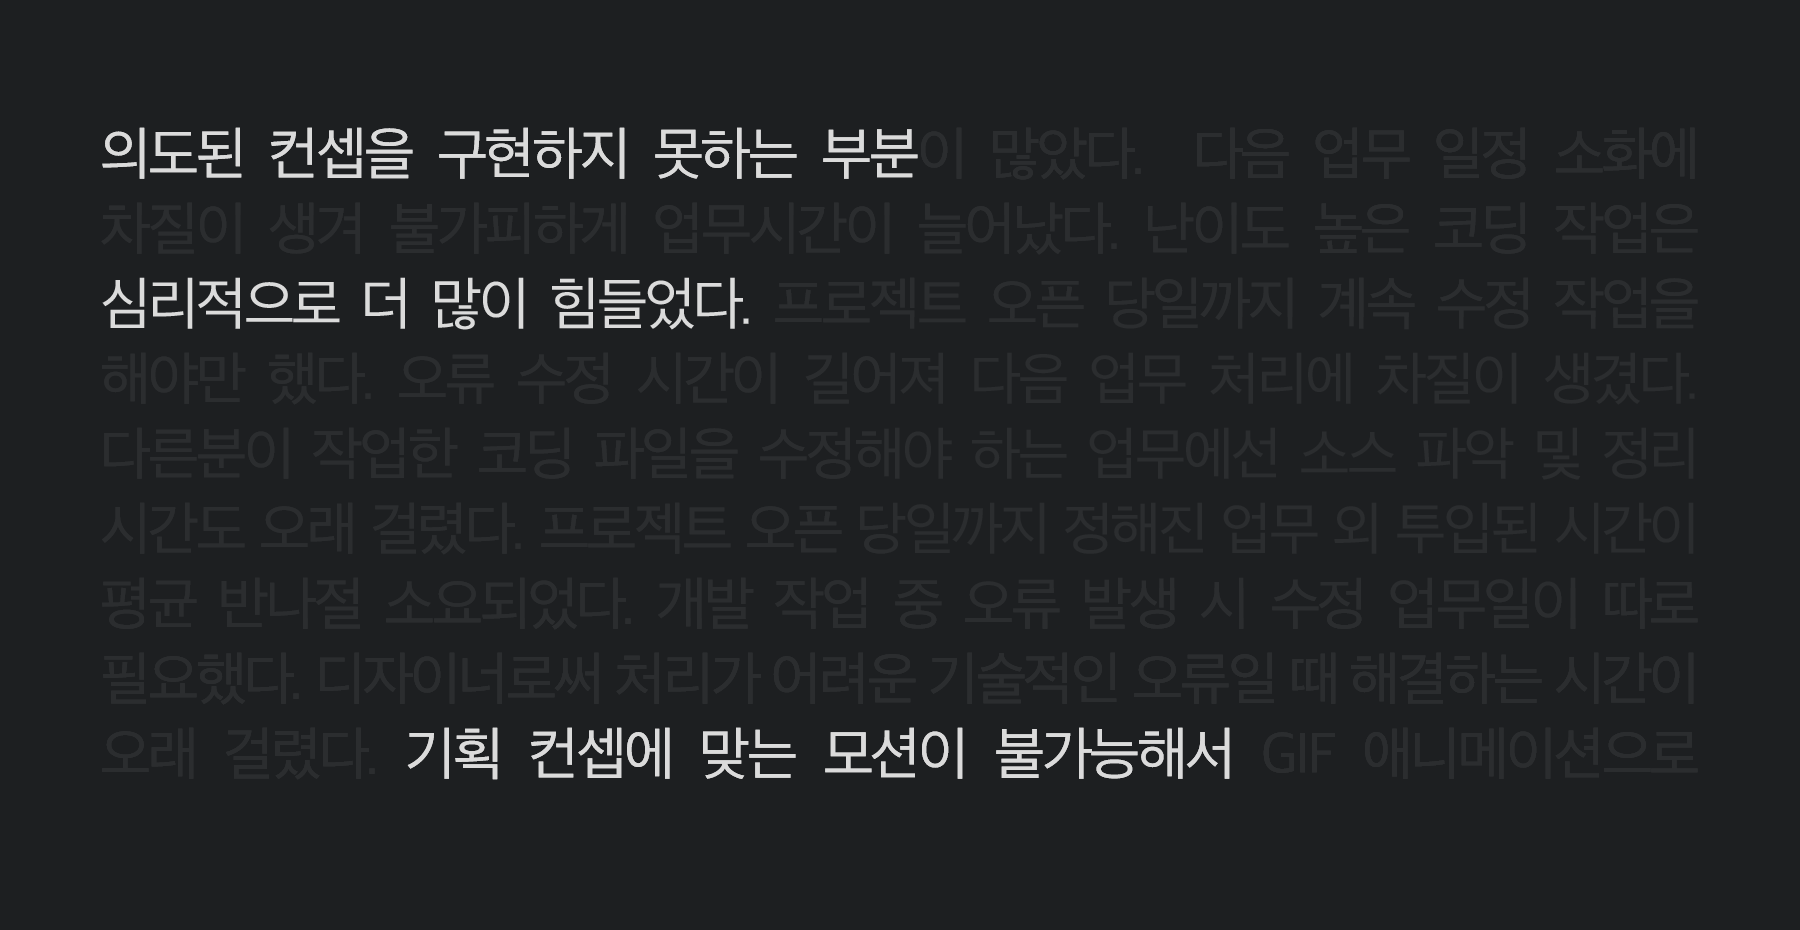 의도된 컨셉을 구현하지 못하는 부분이 많았다. 다음 업무 일정 소화에
차질이 생겨 불가피하게 업무시간이 늘어났다. 난이도 높은 코딩 작업은
심리적으로 더 많이 힘들었다. 프로젝트 오픈 당일까지 계속 수정 작업을
해야만 했다. 오류 수정 시간이 길어져 다음 업무 처리에 차질이 생겼다.
다른분이 작업한 코딩 파일을 수정해야 하는 업무에선 소스 파악 및 정리
시간도 오래 걸렸다. 프로젝트 오픈 당일까지 정해진 업무 외 투입된 시간이
평균 반나절 소요되었다. 개발 작업 중 오류 발생 시 수정 업무일이 따로
필요했다. 디자이너로써 처리가 어려운 기술적인 오류일 때 해결하는 시간이
오래 걸렸다. 기획 컨셉에 맞는 모션이 불가능해서 GIF 애니메이션으로